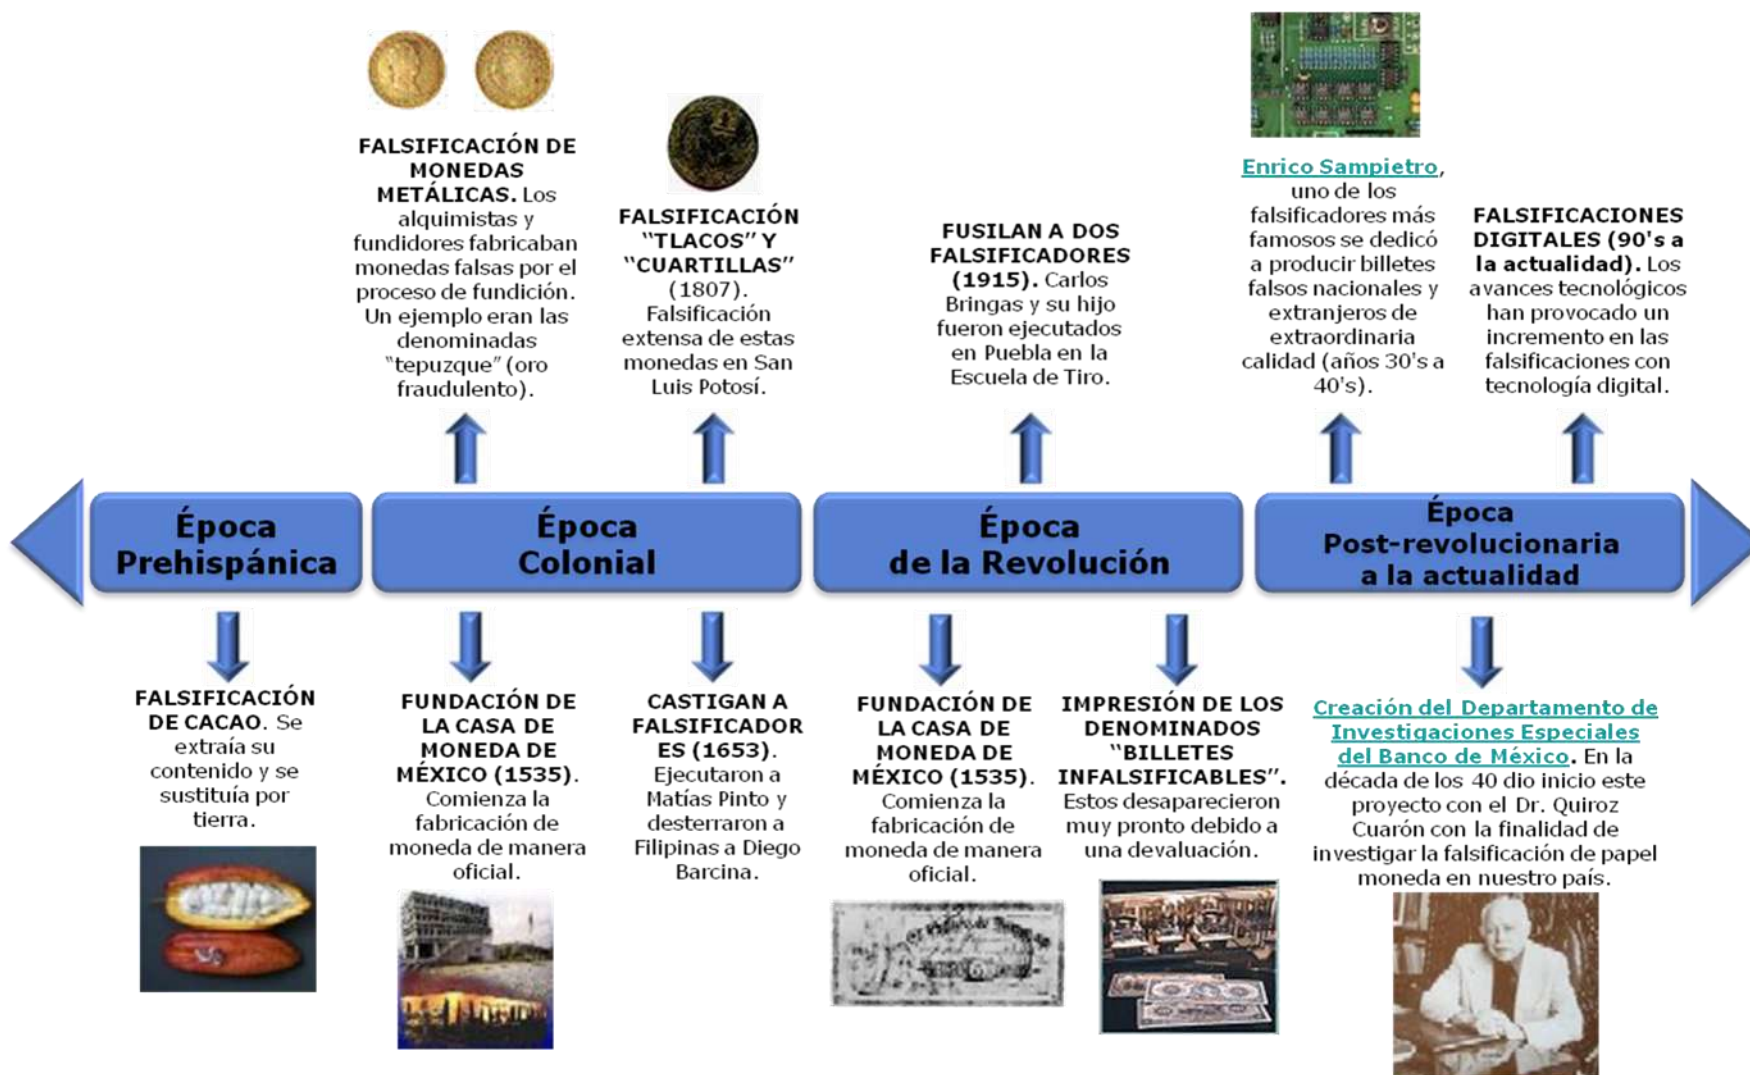 FALSIFICACIÓN DE
MONEDAS
METÁLICAS. Los
alquimistas y
fundidores fabricaban
monedas falsas por el
proceso de fundición.
Un ejemplo eran las
denominadas
"tepuzque" (oro
fraudulento).
FALSIFICACIÓN
"TLACOS" Y
"CUARTILLAS"
(1807).
Falsificación
extensa de estas
monedas en San
Luis Potosí.
FUSILAN A DOS
FALSIFICADORES
(1915). Carlos
Bringas y su hijo
fueron ejecutados
en Puebla en la
Escuela de Tiro.
Enrico Sampietro,
uno de los
falsificadores más
famosos se dedicó
a producir billetes
falsos nacionales y
extranjeros de
extraordinaria
calidad (años 30's a
40's).
FALSIFICACIONES
DIGITALES (90's a
la actualidad). Los
avances tecnológicos
han provocado un
incremento en las
falsificaciones con
tecnología digital.
Época
Prehispánica
Época
Colonial
Época
de la Revolución
Época
Post-revolucionaria
a la actualidad
FALSIFICACIÓN
DE CACAO. Se
extraía su
contenido y se
sustituía por
tierra.
FUNDACIÓN DE
LA CASA DE
MONEDA DE
MÉXICO (1535).
Comienza la
fabricación de
moneda de manera
oficial.
CASTIGAN A
FALSIFICADOR
ES (1653).
Ejecutaron a
Matías Pinto y
desterraron a
Filipinas a Diego
Barcina.
FUNDACIÓN DE
LA CASA DE
MONEDA DE
MÉXICO (1535).
Comienza la
fabricación de
moneda de manera
oficial.
IMPRESIÓN DE LOS
DENOMINADOS
"BILLETES
INFALSIFICABLES".
Estos desaparecieron
muy pronto debido a
una devaluación.
Creación del Departamento de
Investigaciones Especiales
del Banco de México. En la
década de los 40 dio inicio este
proyecto con el Dr. Quiroz
Cuarón con la finalidad de
investigar la falsificación de papel
moneda en nuestro país.